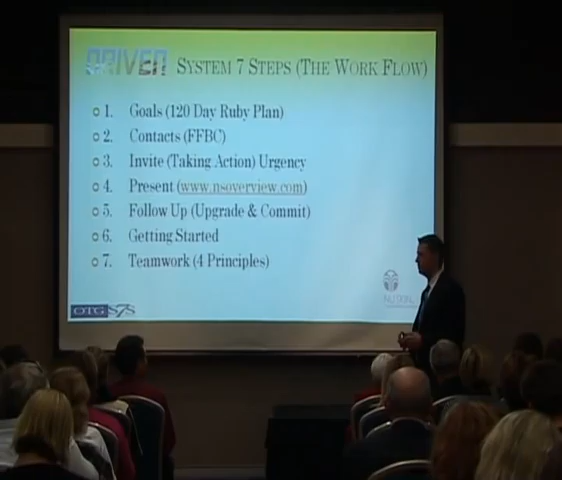 DRIVEN SYSTEM 7 STEPS (THE WORK FLOW)
1. Goals (120 Day Ruby Plan)
2. Contacts (FFBC)
3. Invite (Taking Action) Urgency
4. Present (www.nsoverview.com)
5. Follow Up (Upgrade & Commit)
6. Getting Started
7. Teamwork (4 Principles)
OTG S7S